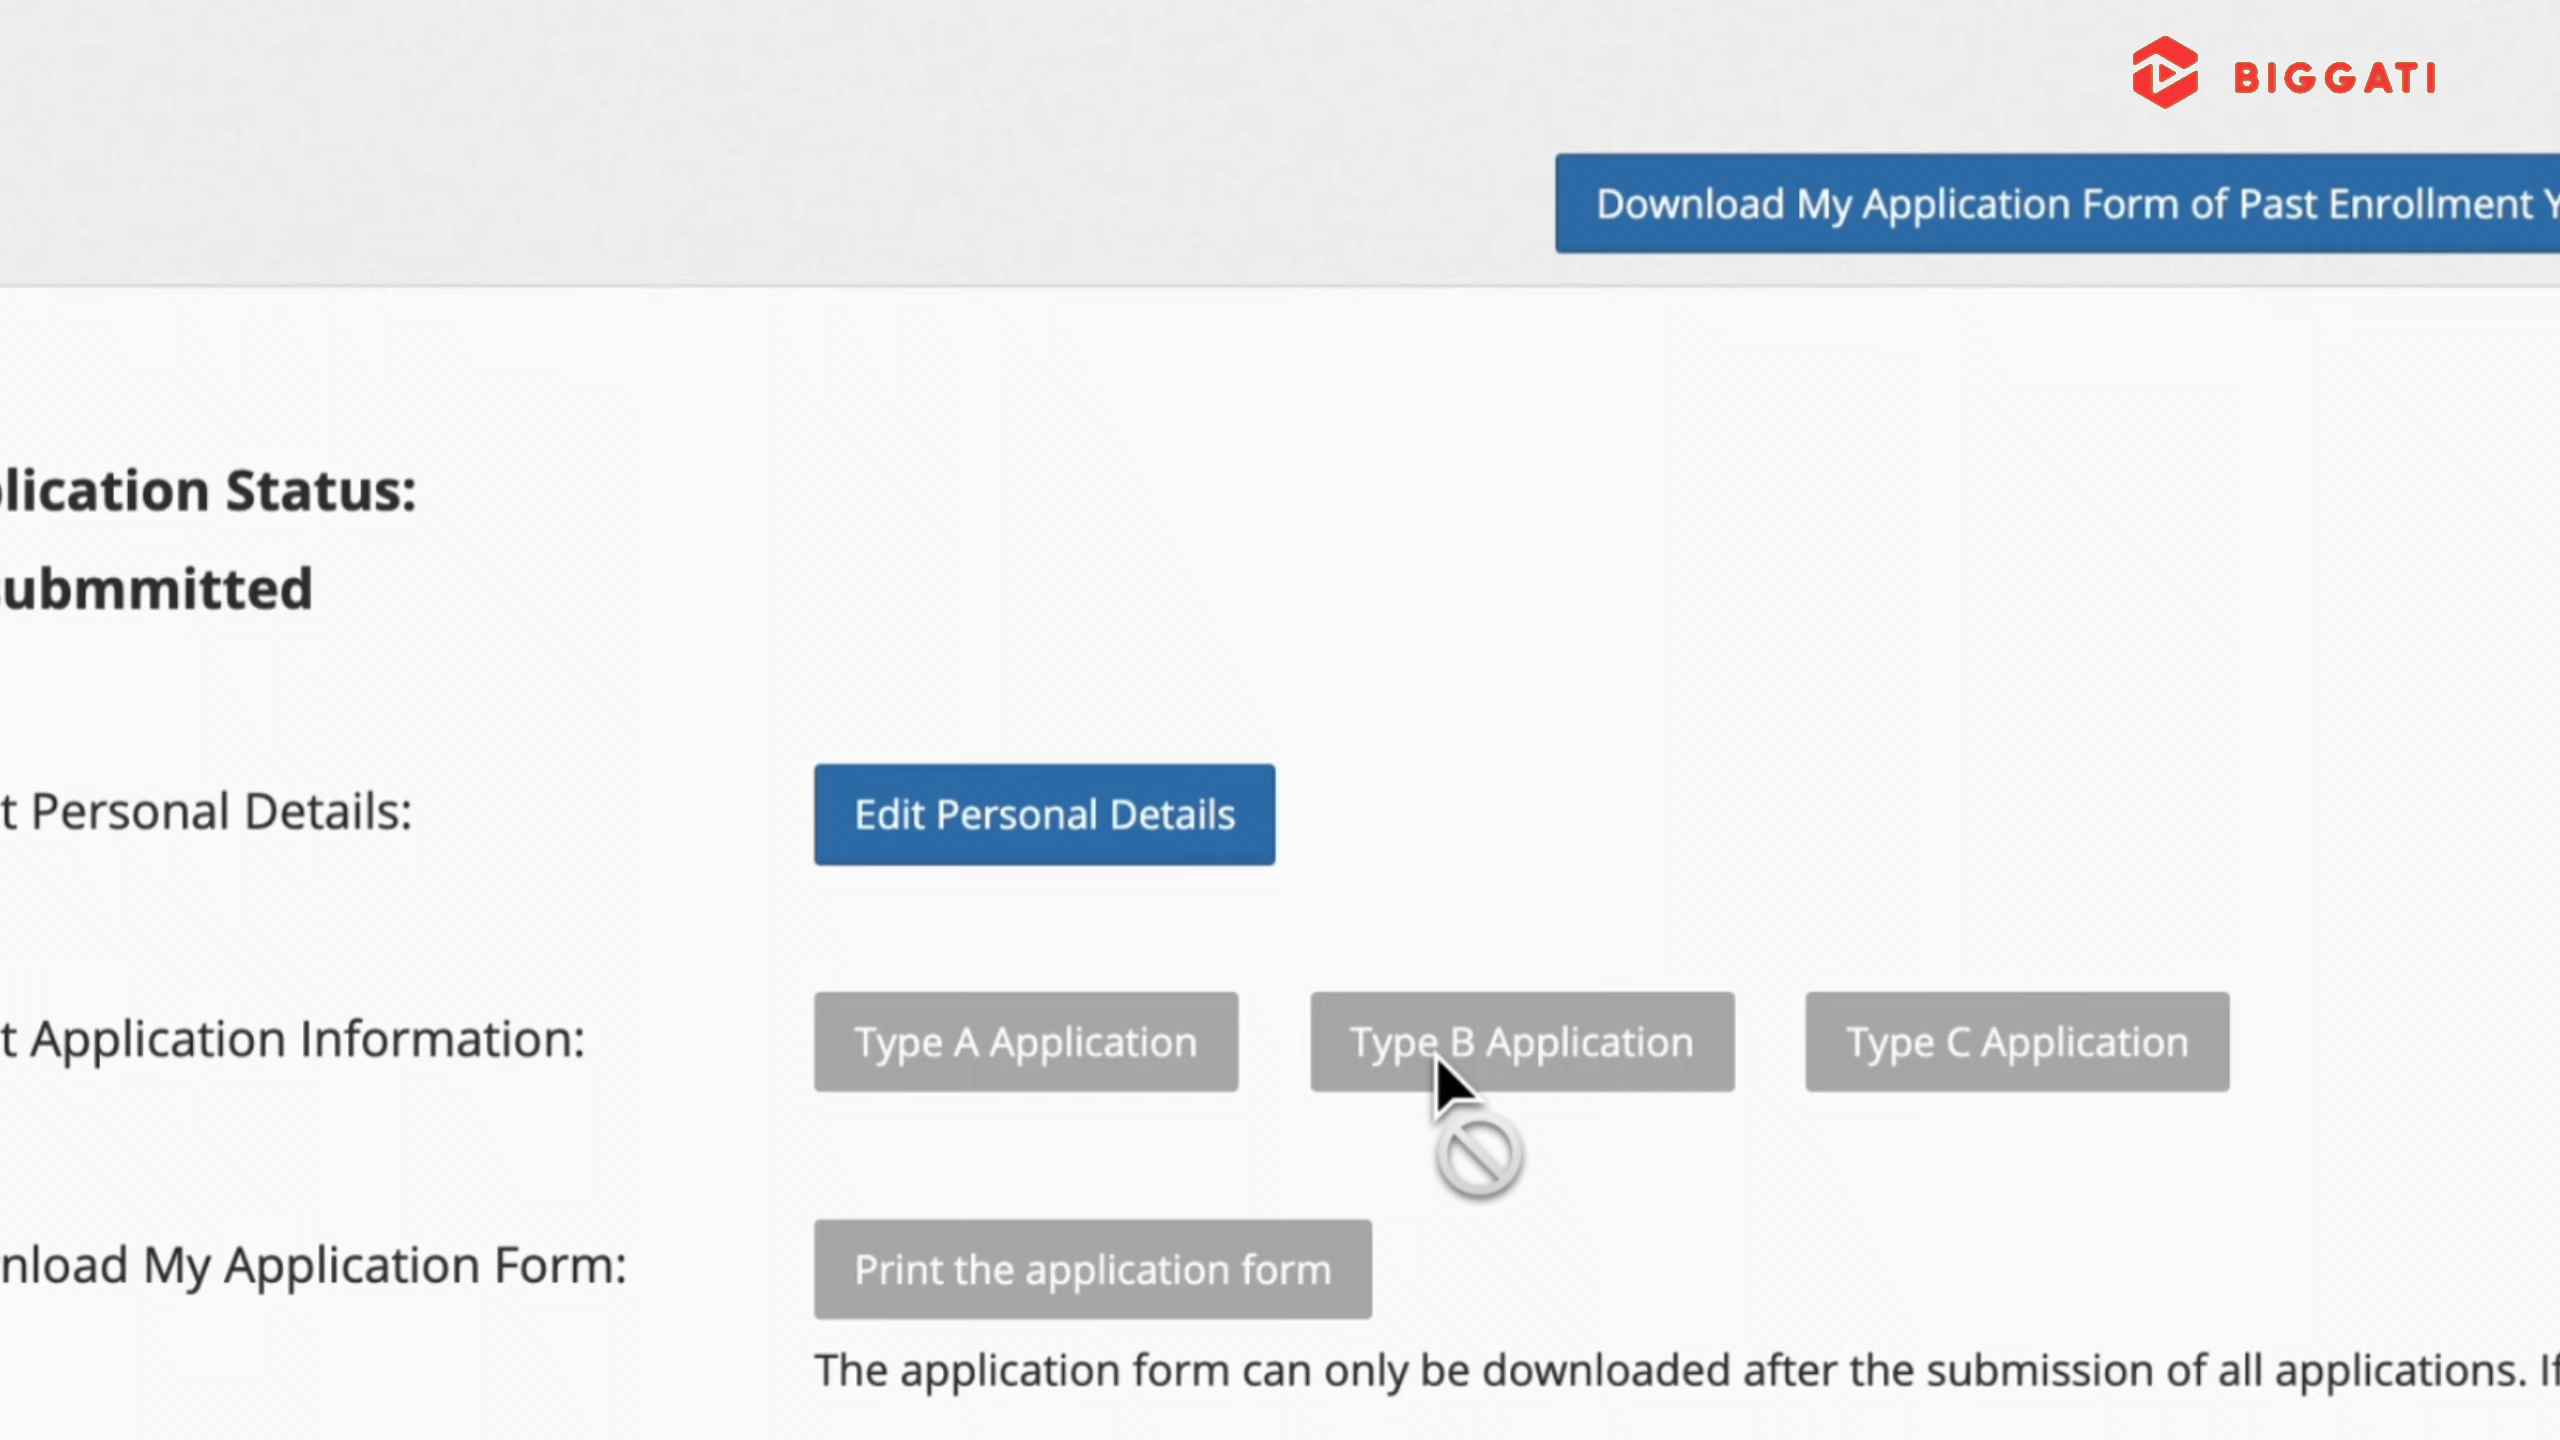 BIGGATI
Download My Application Form of Past Enrollment Y
lication Status:
ubmmitted
t Personal Details:
Edit Personal Details
t Application Information:
Type A Application
Type B Application
Type C Application
nload My Application Form:
Print the application form
The application form can only be downloaded after the submission of all applications. If